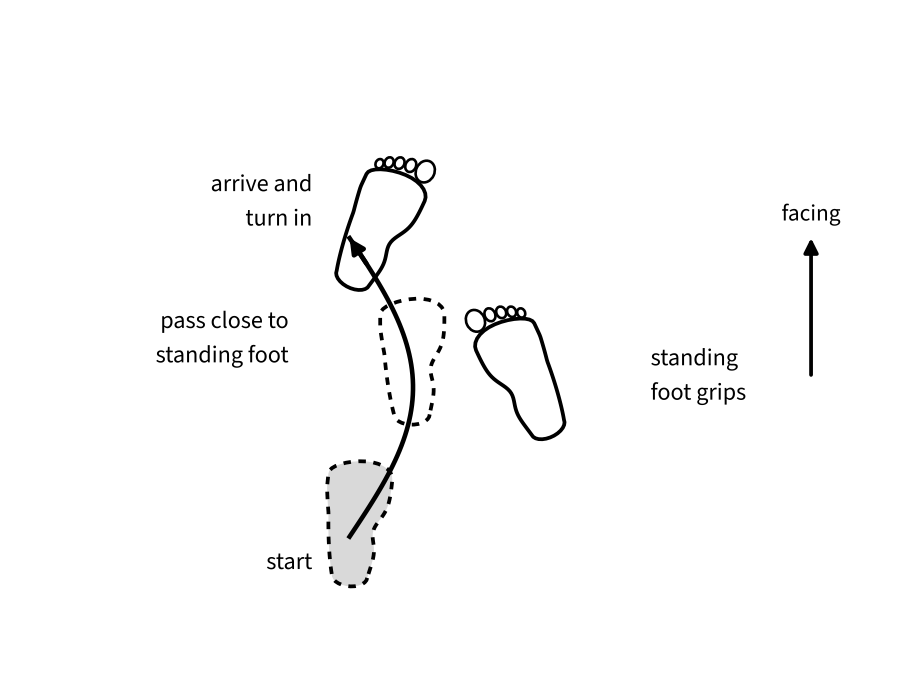 arrive and
turn in
facing
pass close to
standing foot
standing
foot grips
start